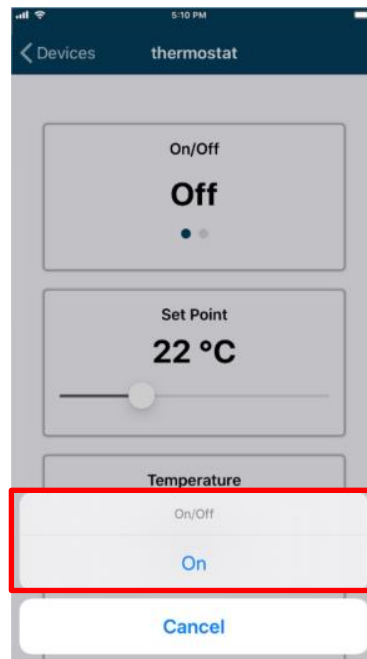 5:10 PM
Devices thermostat
On/Off
Off
Set Point
22 °C
Temperature
On/Off
On
Cancel